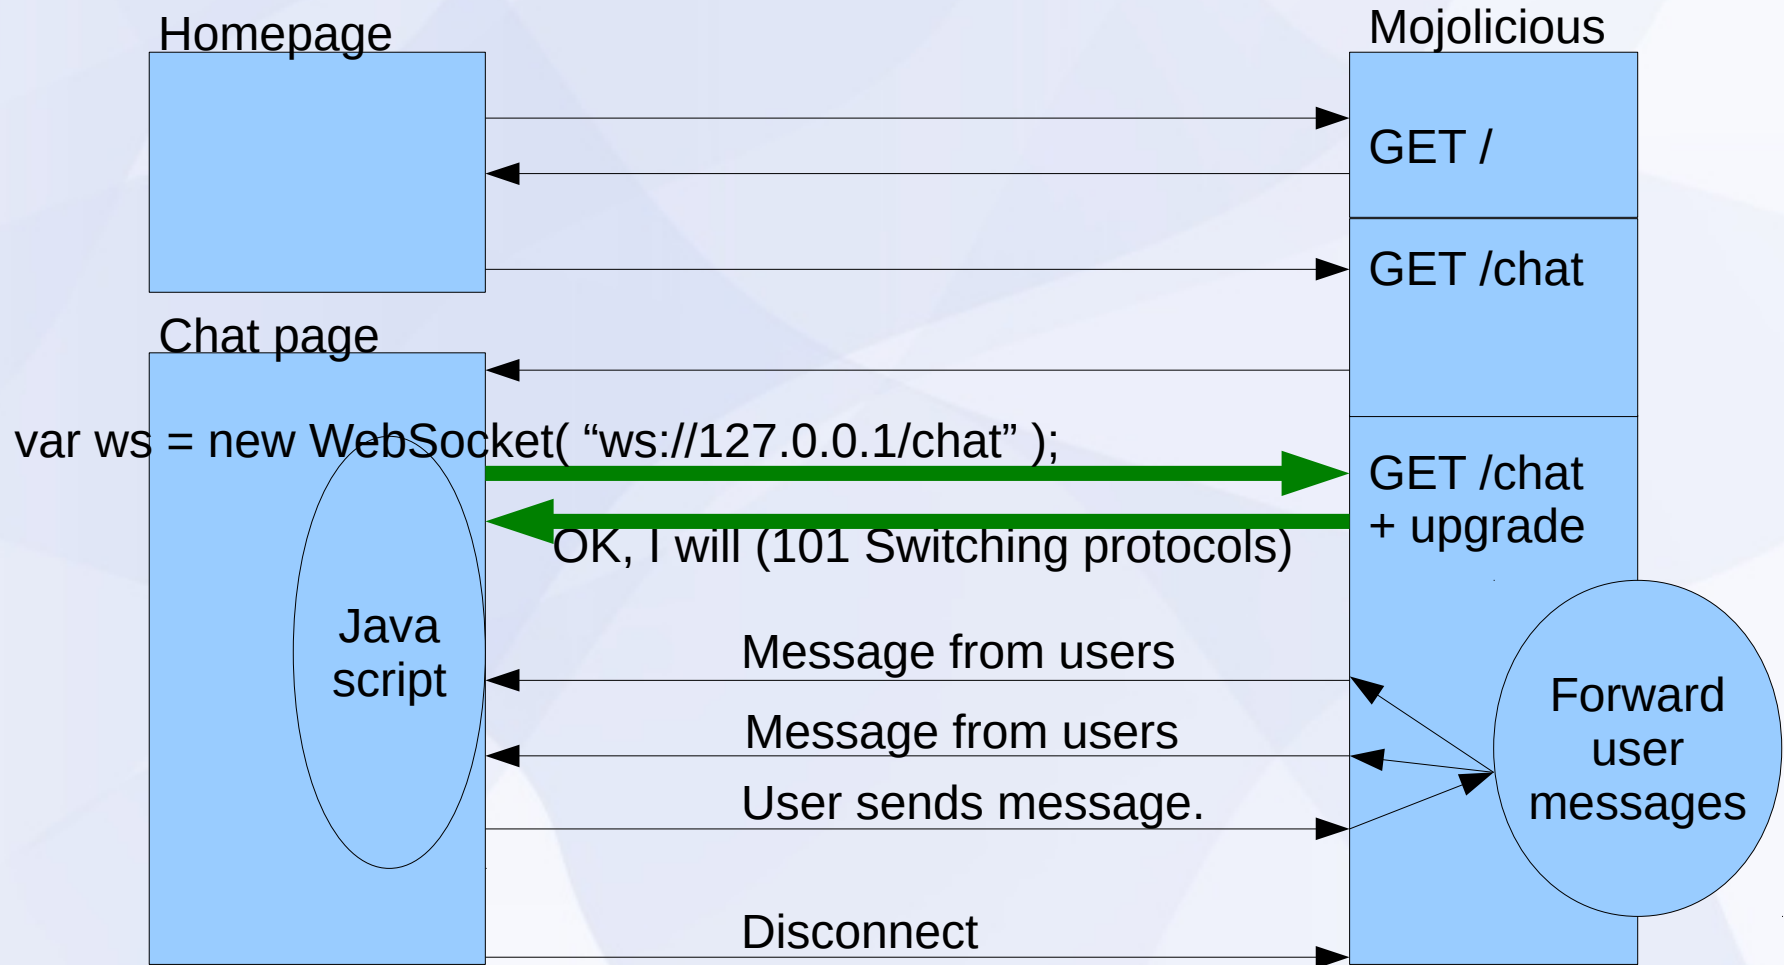 Homepage
Mojolicious
GET /
GET /chat
Chat page
var ws = new WebSocket( “ws://127.0.0.1/chat” );
GET /chat
+ upgrade
OK, I will (101 Switching protocols)
Java
script
Message from users
Message from users
User sends message.
Forward
user
messages
Disconnect